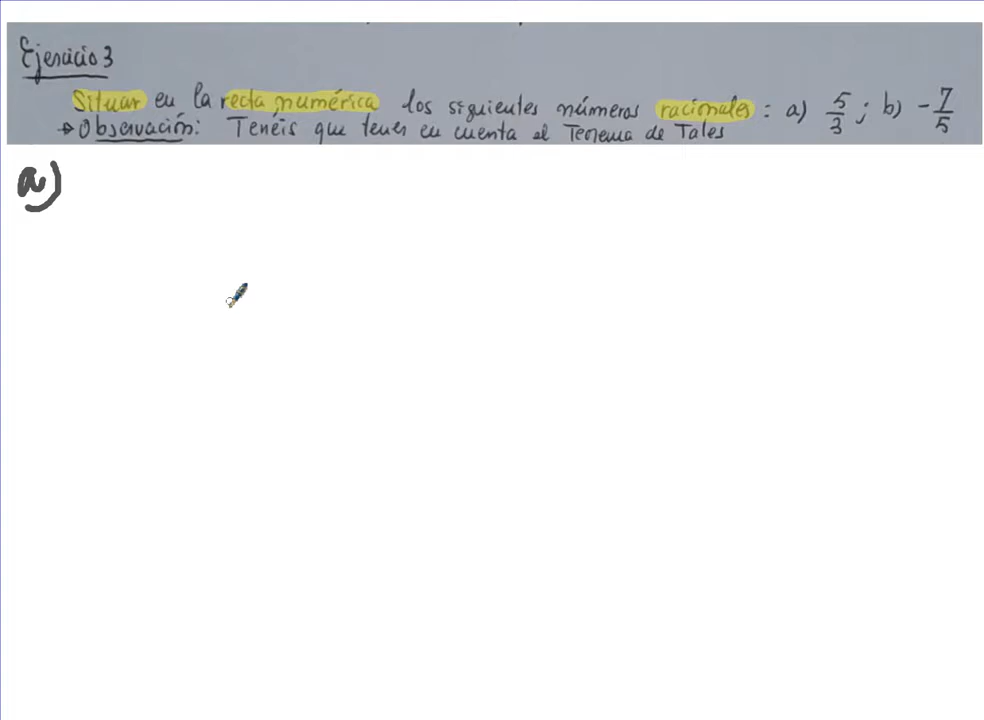 Ejercicio 3
Situar en la recta numérica los siguientes números racionales: a) 5/3; b) -7/5
→ Observación: Tenéis que tener en cuenta el Teorema de Tales
a)